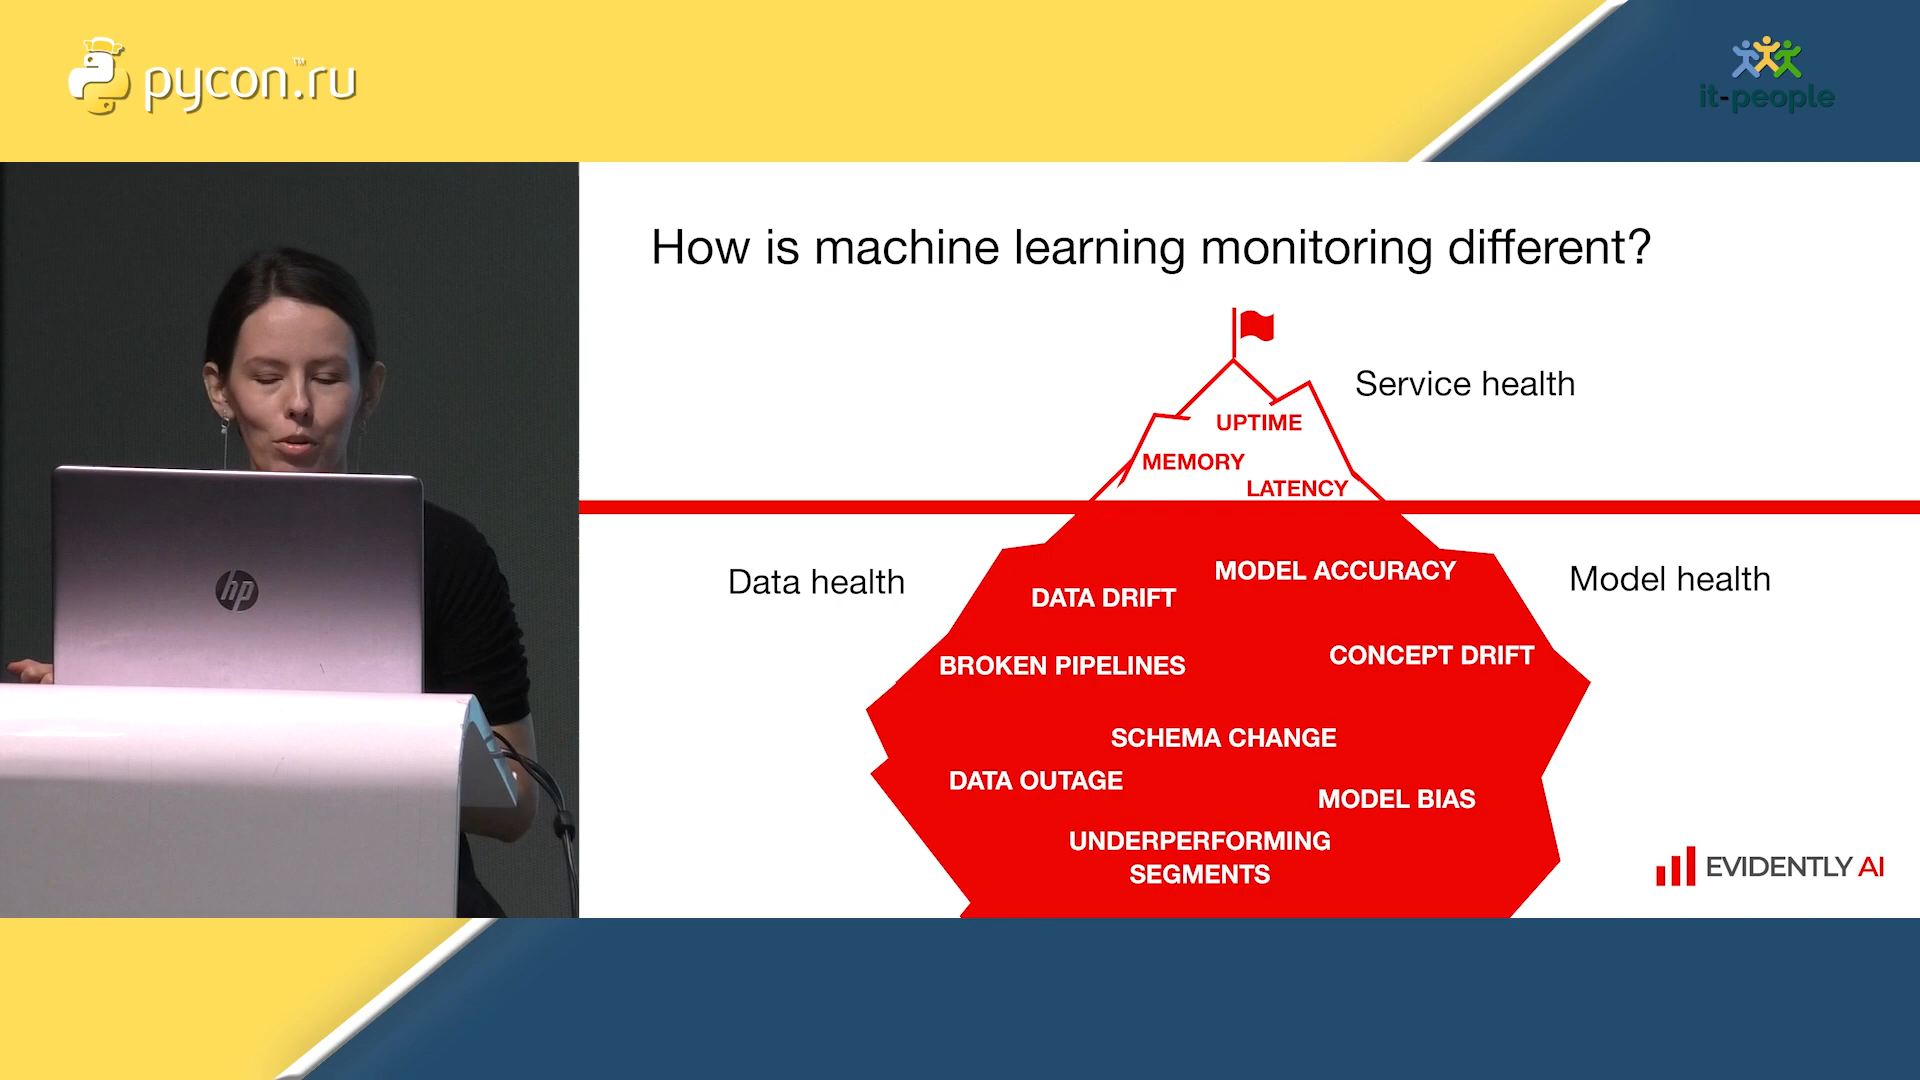 pycon.ru
TM
it-people
How is machine learning monitoring different?
Service health
UPTIME
MEMORY
LATENCY
Data health
Model health
MODEL ACCURACY
DATA DRIFT
CONCEPT DRIFT
BROKEN PIPELINES
SCHEMA CHANGE
DATA OUTAGE
MODEL BIAS
UNDERPERFORMING
SEGMENTS
EVIDENTLY AI
hp